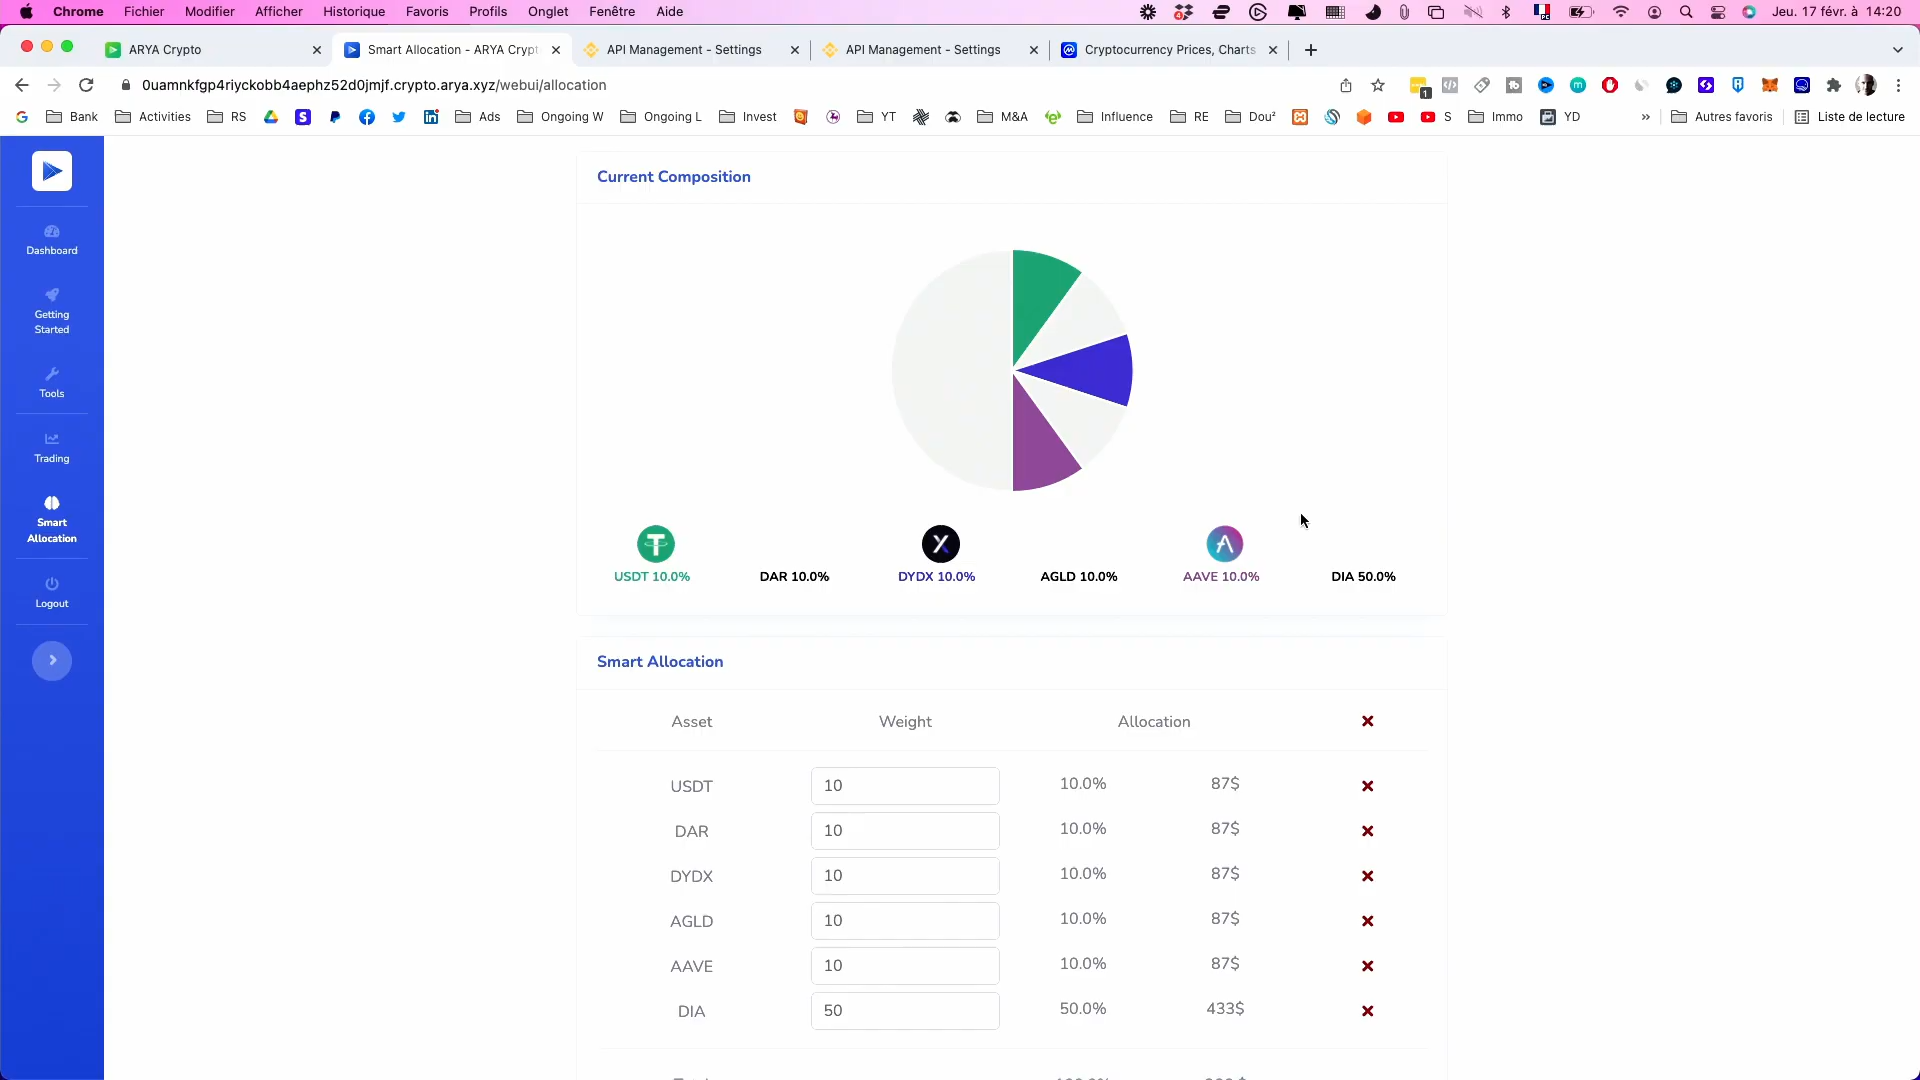 Chrome Fichier Modifier Afficher Historique Favoris Profils Onglet Fenêtre Aide Jeu. 17 févr. à 14:20
ARYA Crypto
Smart Allocation - ARYA Crypt
API Management - Settings
API Management - Settings
Cryptocurrency Prices, Charts
0uamnkfgp4riyckobb4aephz52d0jmjf.crypto.arya.xyz/webui/allocation
Bank Activities RS Ads Ongoing W Ongoing L Invest YT M&A Influence RE Dou² S Immo YD » Autres favoris Liste de lecture
Dashboard
Getting
Started
Tools
Trading
Smart
Allocation
Logout
Current Composition
USDT 10.0% DAR 10.0% DYDX 10.0% AGLD 10.0% AAVE 10.0% DIA 50.0%
Smart Allocation
Asset Weight Allocation
USDT 10 10.0% 87$
DAR 10 10.0% 87$
DYDX 10 10.0% 87$
AGLD 10 10.0% 87$
AAVE 10 10.0% 87$
DIA 50 50.0% 433$